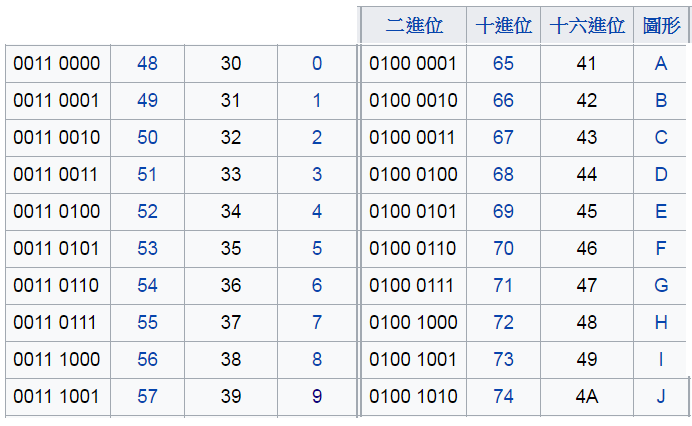 二進位 十進位 十六進位 圖形
0011 0000 48 30 0 0100 0001 65 41 A
0011 0001 49 31 1 0100 0010 66 42 B
0011 0010 50 32 2 0100 0011 67 43 C
0011 0011 51 33 3 0100 0100 68 44 D
0011 0100 52 34 4 0100 0101 69 45 E
0011 0101 53 35 5 0100 0110 70 46 F
0011 0110 54 36 6 0100 0111 71 47 G
0011 0111 55 37 7 0100 1000 72 48 H
0011 1000 56 38 8 0100 1001 73 49 I
0011 1001 57 39 9 0100 1010 74 4A J